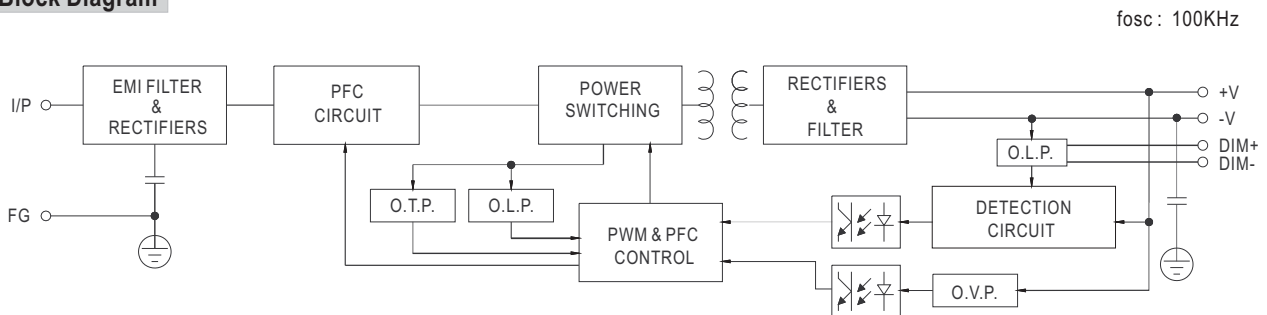 Block Diagram
fosc : 100KHz
I/P
EMI FILTER
&
RECTIFIERS
PFC
CIRCUIT
POWER
SWITCHING
RECTIFIERS
&
FILTER
+V
-V
DIM+
DIM-
O.L.P.
FG
O.T.P.
O.L.P.
PWM & PFC
CONTROL
DETECTION
CIRCUIT
O.V.P.